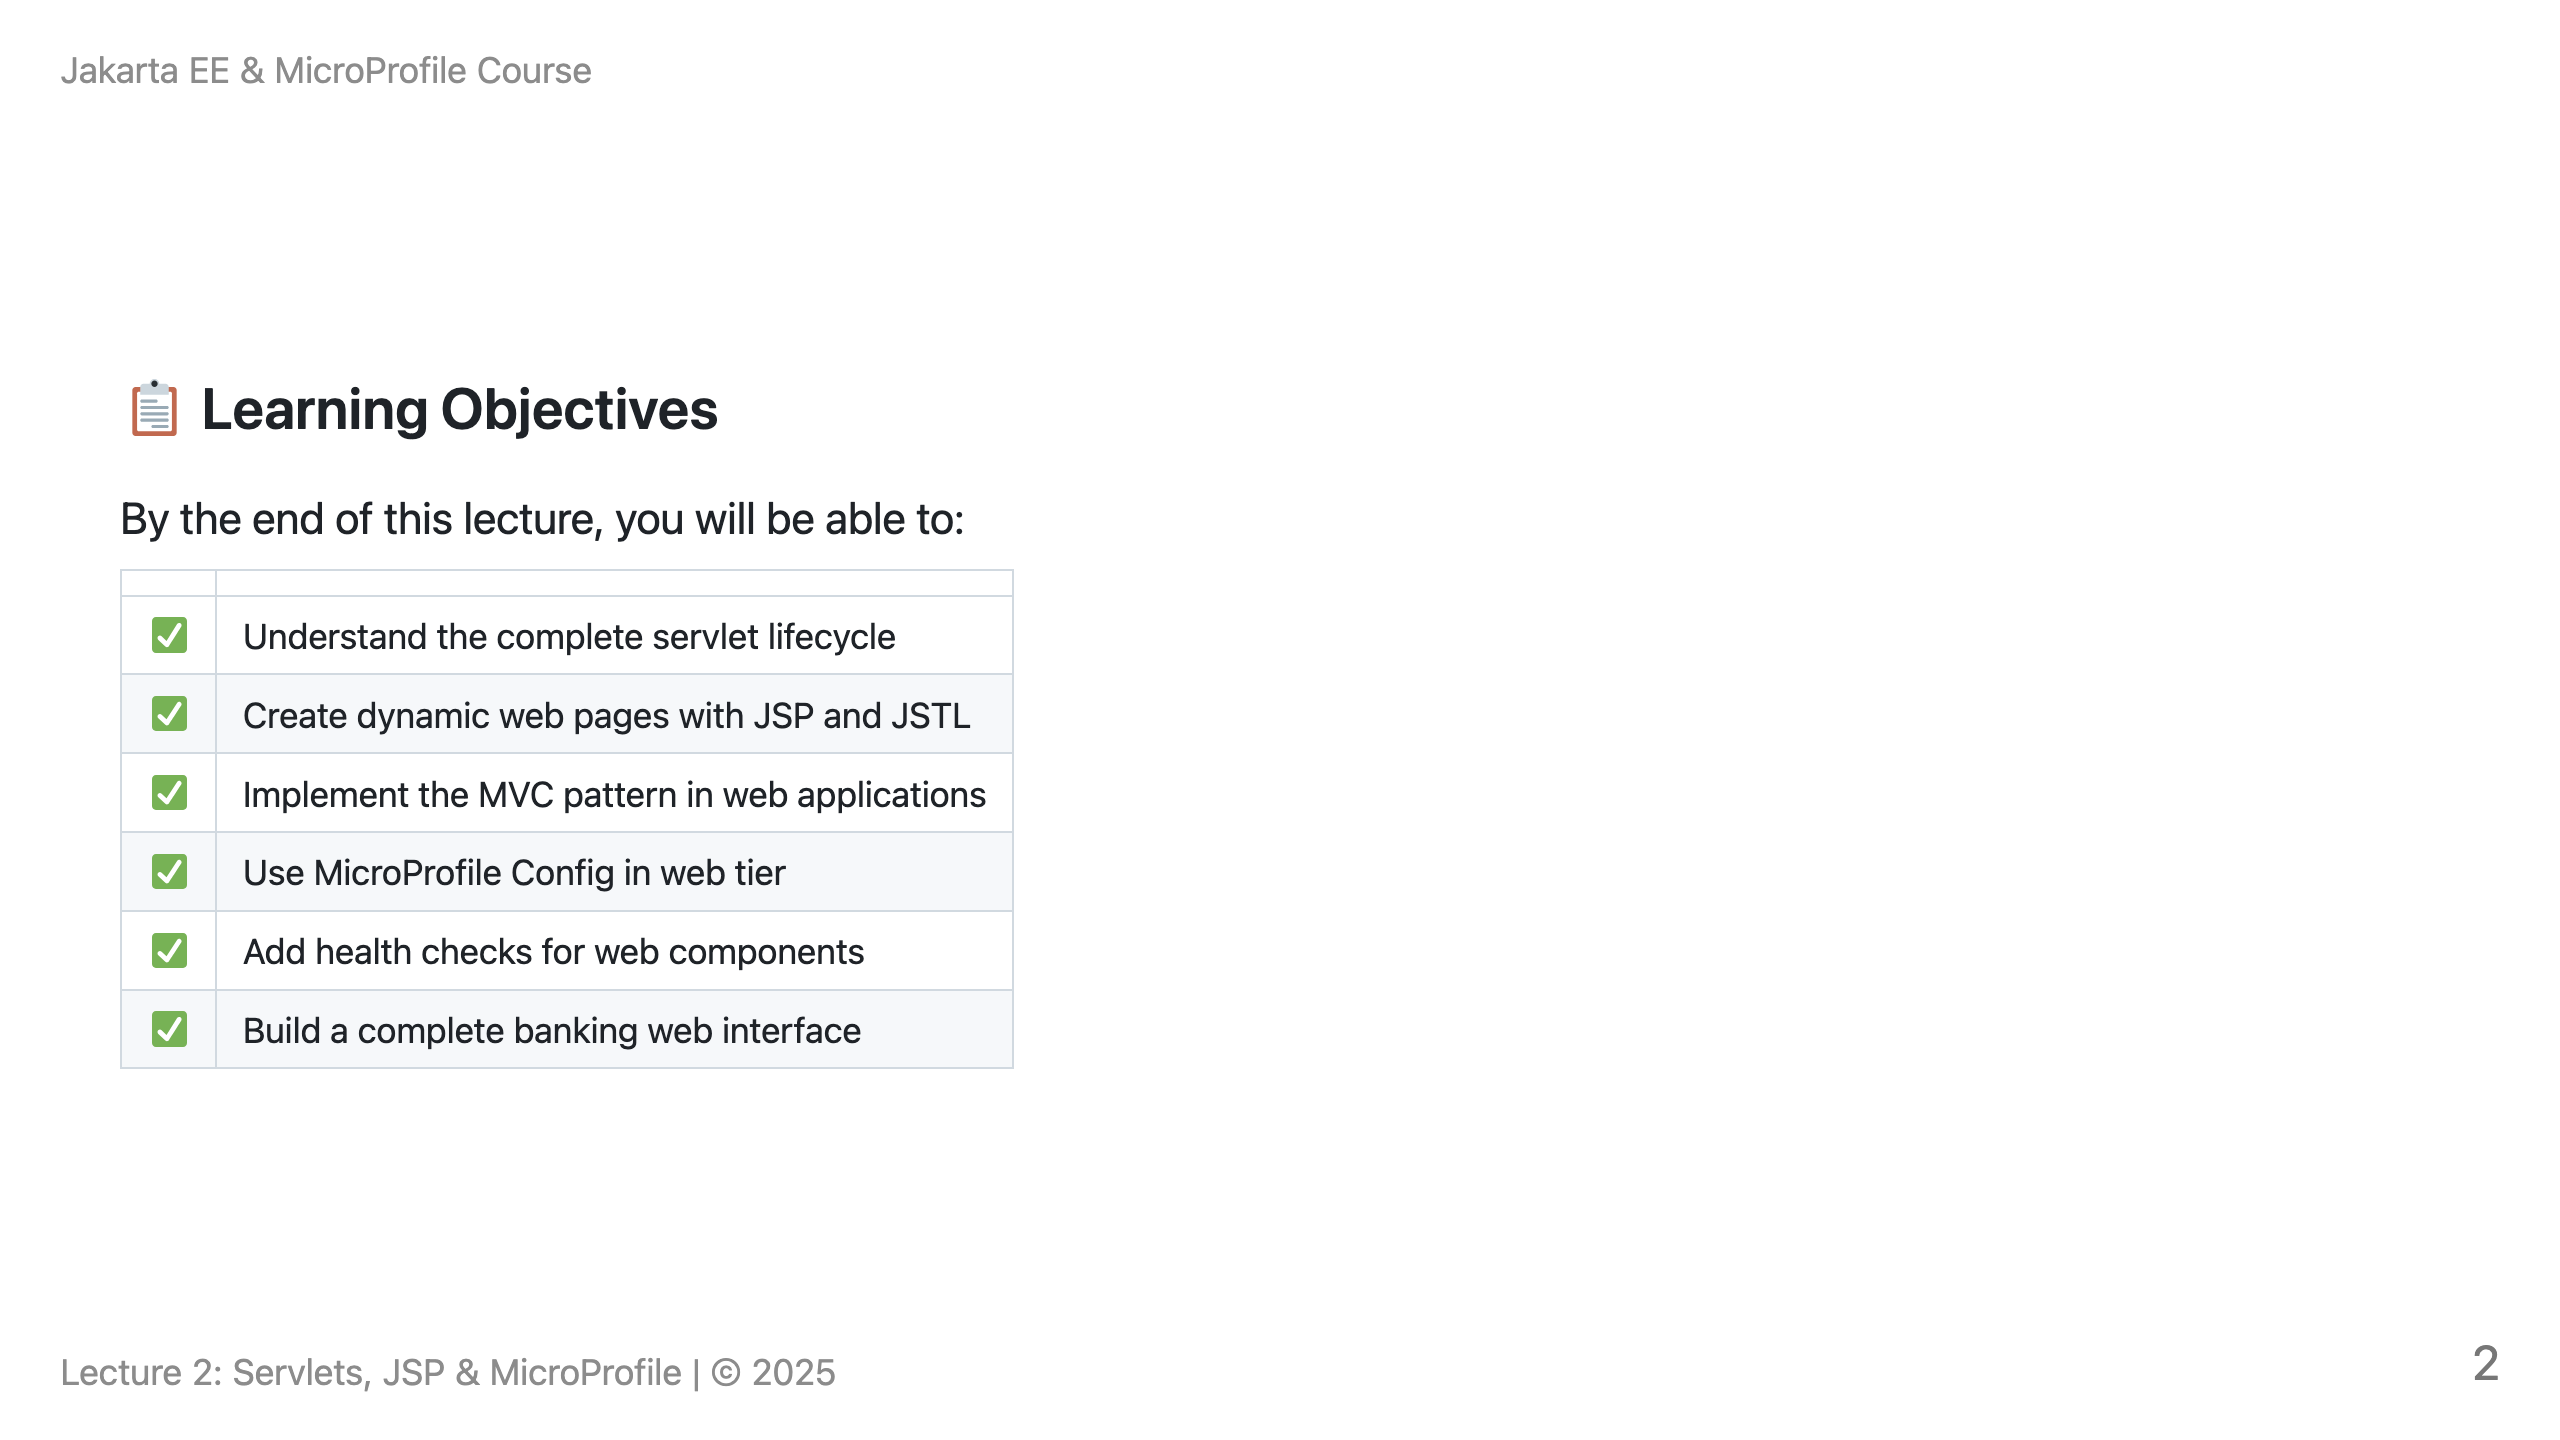 Jakarta EE & MicroProfile Course
📋 Learning Objectives
By the end of this lecture, you will be able to:
✅ Understand the complete servlet lifecycle
✅ Create dynamic web pages with JSP and JSTL
✅ Implement the MVC pattern in web applications
✅ Use MicroProfile Config in web tier
✅ Add health checks for web components
✅ Build a complete banking web interface
Lecture 2: Servlets, JSP & MicroProfile | © 2025
2